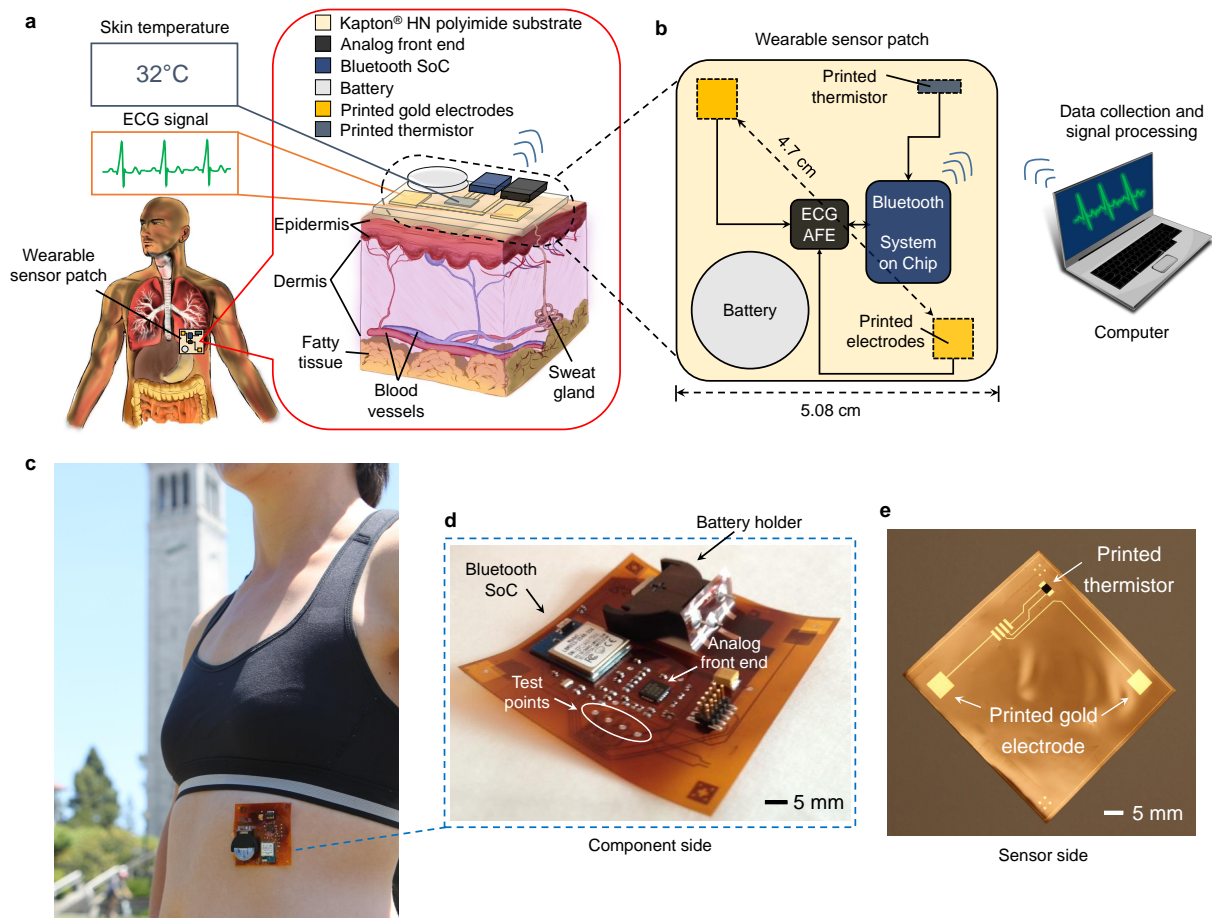 a
Skin temperature
32°C
ECG signal
Wearable
sensor patch
Kapton® HN polyimide substrate
Analog front end
Bluetooth SoC
Battery
Printed gold electrodes
Printed thermistor
Epidermis
Dermis
Fatty
tissue
Blood
vessels
Sweat
gland
b
Wearable sensor patch
Printed
thermistor
4.7 cm
ECG
AFE
Bluetooth
System
on Chip
Battery
Printed
electrodes
5.08 cm
Data collection and
signal processing
Computer
c
d
Battery holder
Bluetooth
SoC
Analog
front end
Test
points
5 mm
Component side
e
Printed
thermistor
Printed gold
electrode
5 mm
Sensor side